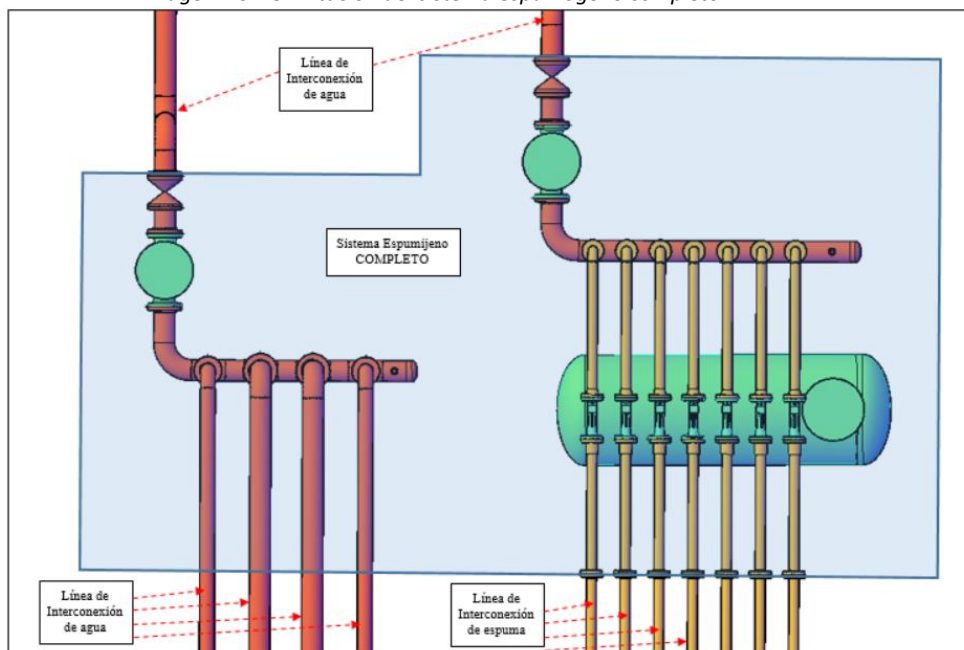 Línea de
Interconexión
de agua
Sistema Espumijeno
COMPLETO
Línea de
Interconexión
de agua
Línea de
Interconexión
de espuma